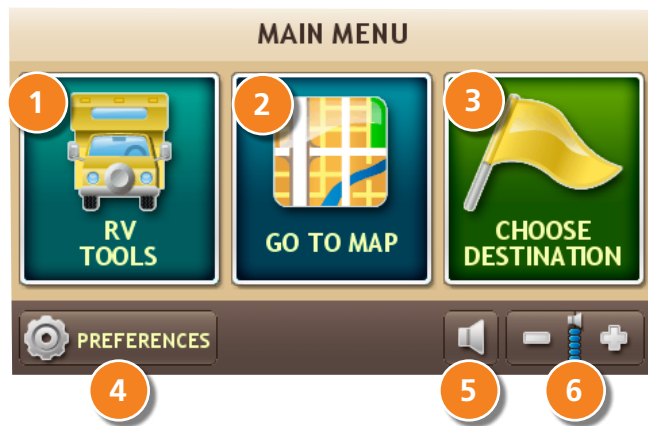 MAIN MENU
1
2
3
RV
TOOLS
GO TO MAP
CHOOSE
DESTINATION
PREFERENCES
4
5
6